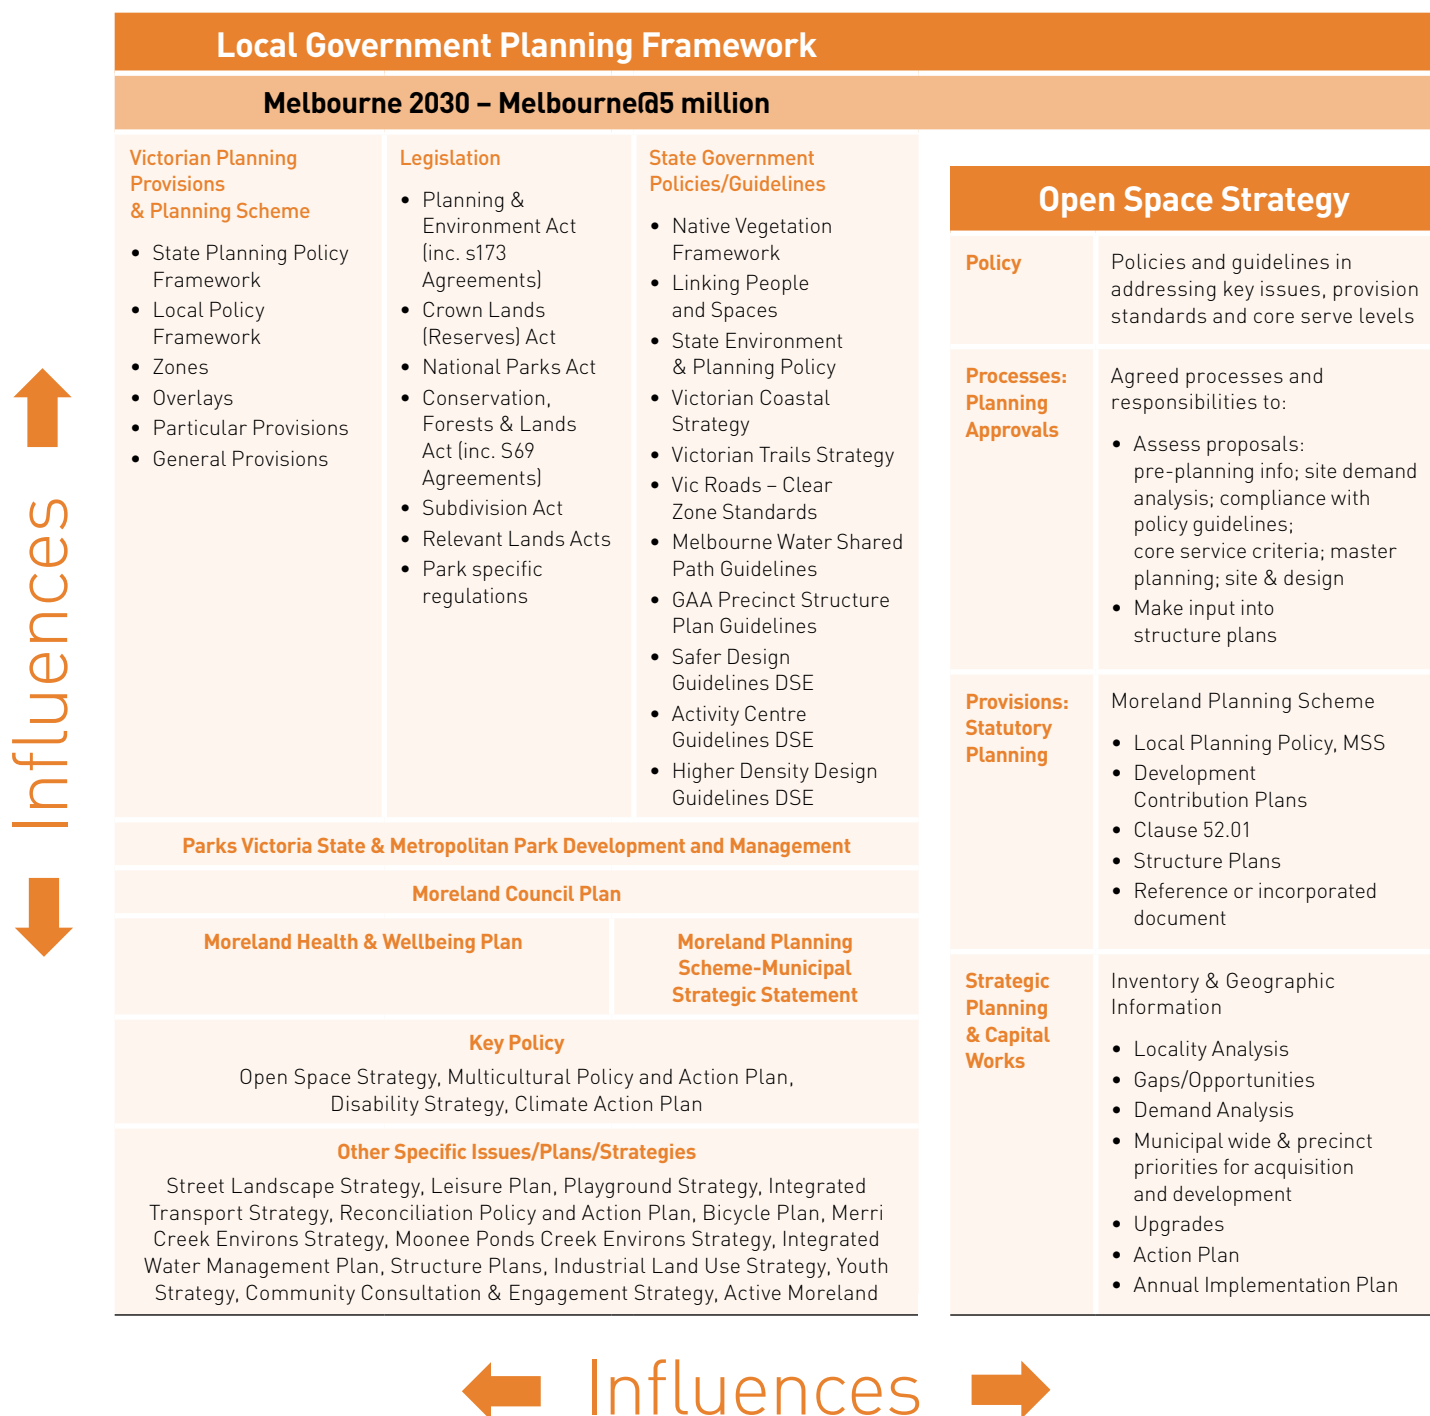 Local Government Planning Framework
Melbourne 2030 – Melbourne@5 million
Victorian Planning
Provisions
& Planning Scheme
• State Planning Policy
Framework
• Local Policy
Framework
• Zones
• Overlays
• Particular Provisions
• General Provisions
Legislation
• Planning &
Environment Act
(inc. s173
Agreements)
• Crown Lands
(Reserves) Act
• National Parks Act
• Conservation,
Forests & Lands
Act (inc. S69
Agreements)
• Subdivision Act
• Relevant Lands Acts
• Park specific
regulations
State Government
Policies/Guidelines
• Native Vegetation
Framework
• Linking People
and Spaces
• State Environment
& Planning Policy
• Victorian Coastal
Strategy
• Victorian Trails Strategy
• Vic Roads – Clear
Zone Standards
• Melbourne Water Shared
Path Guidelines
• GAA Precinct Structure
Plan Guidelines
• Safer Design
Guidelines DSE
• Activity Centre
Guidelines DSE
• Higher Density Design
Guidelines DSE
Parks Victoria State & Metropolitan Park Development and Management
Moreland Council Plan
Moreland Health & Wellbeing Plan
Moreland Planning
Scheme-Municipal
Strategic Statement
Key Policy
Open Space Strategy, Multicultural Policy and Action Plan,
Disability Strategy, Climate Action Plan
Other Specific Issues/Plans/Strategies
Street Landscape Strategy, Leisure Plan, Playground Strategy, Integrated
Transport Strategy, Reconciliation Policy and Action Plan, Bicycle Plan, Merri
Creek Environs Strategy, Moonee Ponds Creek Environs Strategy, Integrated
Water Management Plan, Structure Plans, Industrial Land Use Strategy, Youth
Strategy, Community Consultation & Engagement Strategy, Active Moreland
Open Space Strategy
Policy
Policies and guidelines in
addressing key issues, provision
standards and core serve levels
Processes:
Planning
Approvals
Agreed processes and
responsibilities to:
• Assess proposals:
pre-planning info; site demand
analysis; compliance with
policy guidelines;
core service criteria; master
planning; site & design
• Make input into
structure plans
Provisions:
Statutory
Planning
Moreland Planning Scheme
• Local Planning Policy, MSS
• Development
Contribution Plans
• Clause 52.01
• Structure Plans
• Reference or incorporated
document
Strategic
Planning
& Capital
Works
Inventory & Geographic
Information
• Locality Analysis
• Gaps/Opportunities
• Demand Analysis
• Municipal wide & precinct
priorities for acquisition
and development
• Upgrades
• Action Plan
• Annual Implementation Plan
Influences
Influences